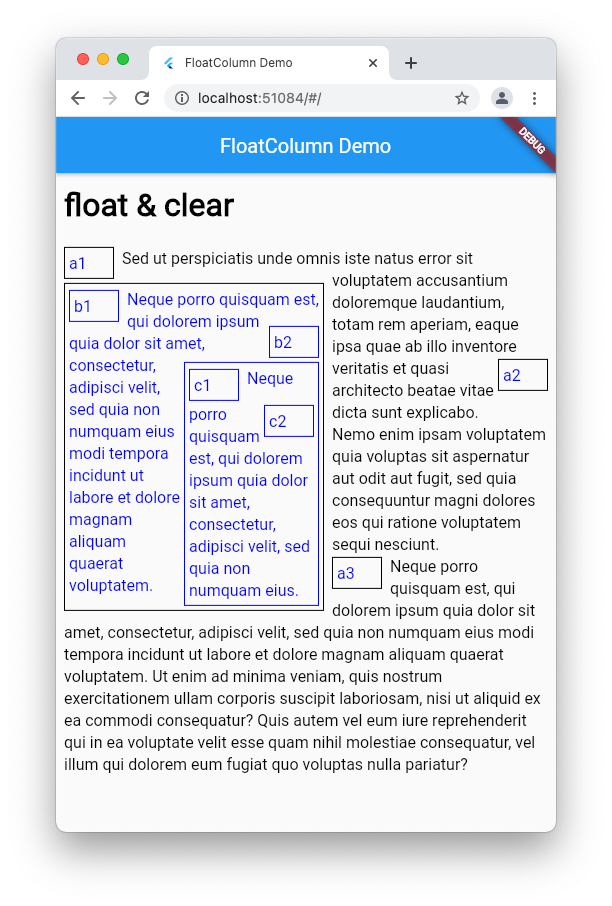 FloatColumn Demo
localhost:51084/#/
FloatColumn Demo
DEBUG
float & clear
a1
Sed ut perspiciatis unde omnis iste natus error sit
b1
Neque porro quisquam est,
qui dolorem ipsum
b2
quia dolor sit amet,
consectetur,
adipisci velit,
sed quia non
numquam eius
modi tempora
incidunt ut
labore et dolore
magnam
aliquam
quaerat
voluptatem.
c1
Neque
c2
porro
quisquam
est, qui dolorem
ipsum quia dolor
sit amet,
consectetur,
adipisci velit, sed
quia non
numquam eius.
voluptatem accusantium
doloremque laudantium,
totam rem aperiam, eaque
ipsa quae ab illo inventore
veritatis et quasi
a2
architecto beatae vitae
dicta sunt explicabo.
Nemo enim ipsam voluptatem
quia voluptas sit aspernatur
aut odit aut fugit, sed quia
consequuntur magni dolores
eos qui ratione voluptatem
sequi nesciunt.
a3
Neque porro
quisquam est, qui
dolorem ipsum quia dolor sit
amet, consectetur, adipisci velit, sed quia non numquam eius modi
tempora incidunt ut labore et dolore magnam aliquam quaerat
voluptatem. Ut enim ad minima veniam, quis nostrum
exercitationem ullam corporis suscipit laboriosam, nisi ut aliquid ex
ea commodi consequatur? Quis autem vel eum iure reprehenderit
qui in ea voluptate velit esse quam nihil molestiae consequatur, vel
illum qui dolorem eum fugiat quo voluptas nulla pariatur?